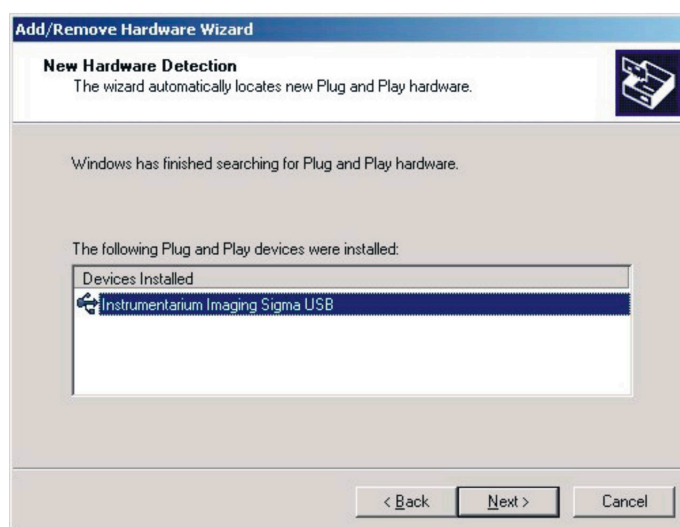 Add/Remove Hardware Wizard
New Hardware Detection
The wizard automatically locates new Plug and Play hardware.
Windows has finished searching for Plug and Play hardware.
The following Plug and Play devices were installed:
Devices Installed
Instrumentarium Imaging Sigma USB
< Back Next > Cancel